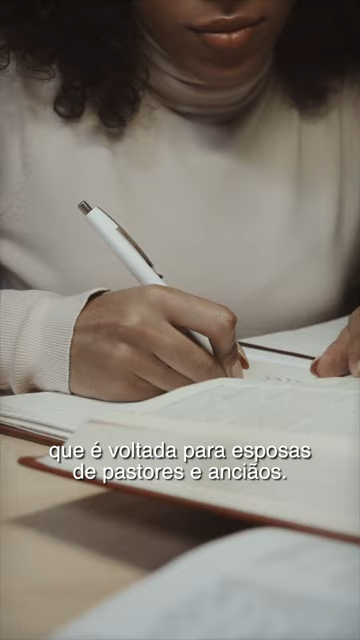 que é voltada para esposas
de pastores e anciãos.